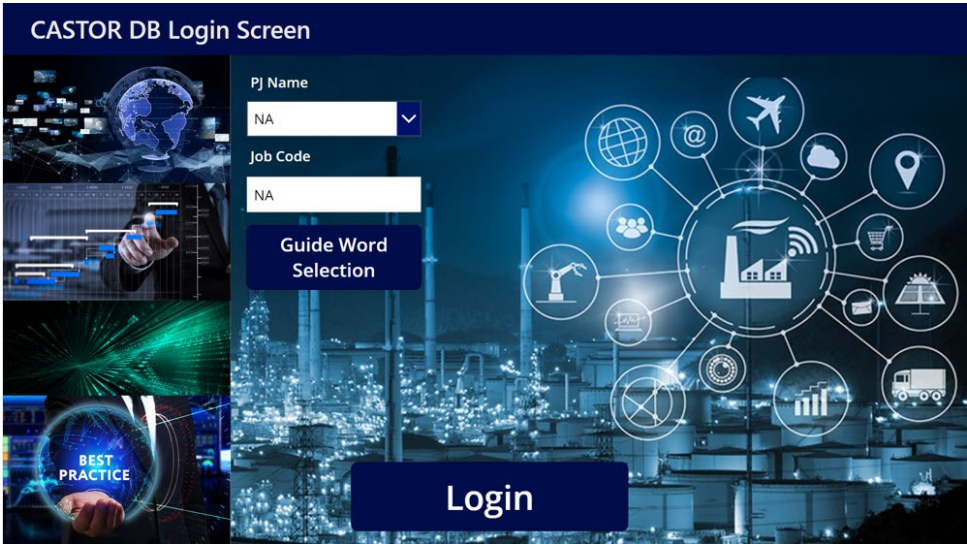 CASTOR DB Login Screen
PJ Name
NA
Job Code
NA
Guide Word
Selection
@
BEST
PRACTICE
Login